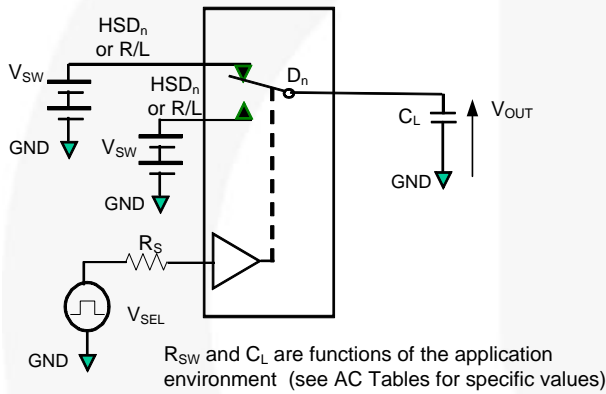 HSDn
or R/L
Dn
VSW
HSDn
or R/L
CL
VOUT
VSW
GND
GND
GND
RS
VSEL
GND
RSW and CL are functions of the application
environment (see AC Tables for specific values)